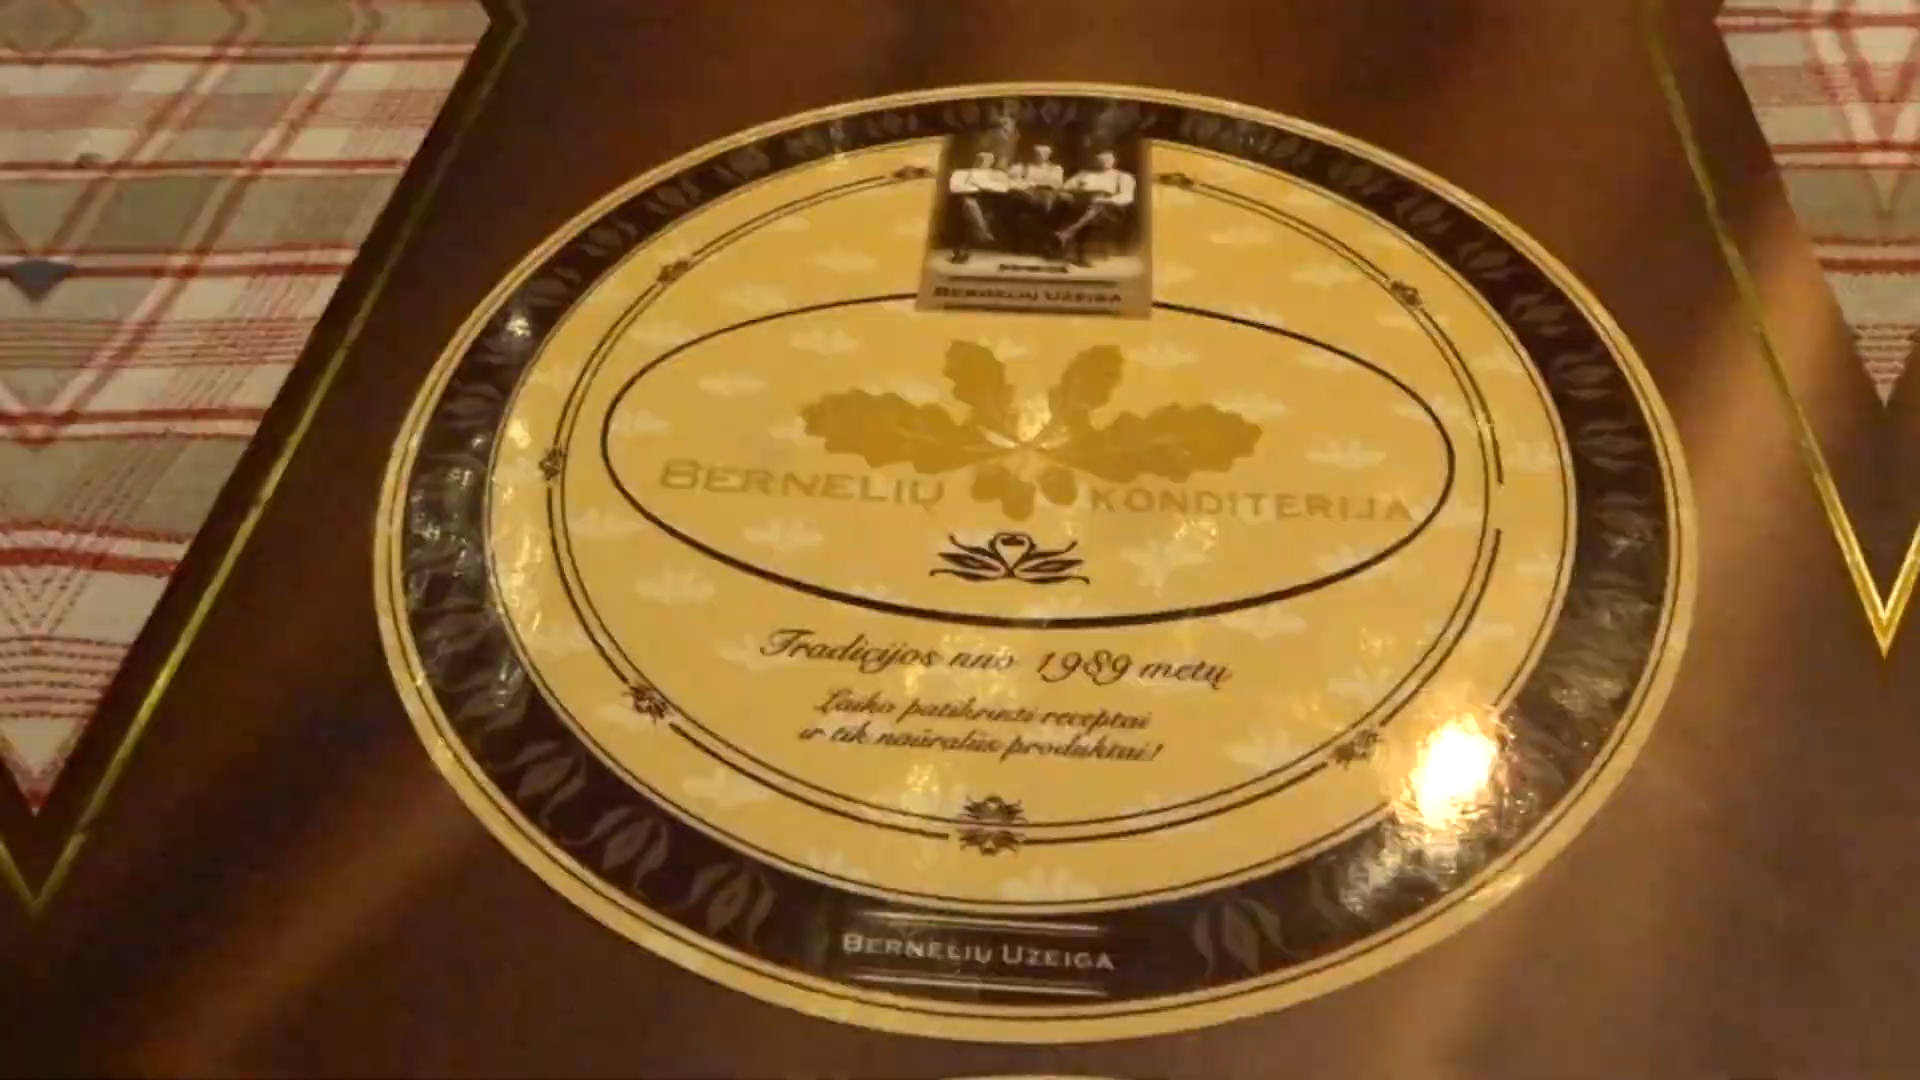 BERNELIŲ UŽEIGA
BERNELIŲ KONDITERIJA
Tradicijos nuo 1989 metų
Laiko patikrinti receptai
ir tik natūralūs produktai!
BERNELIŲ UŽEIGA